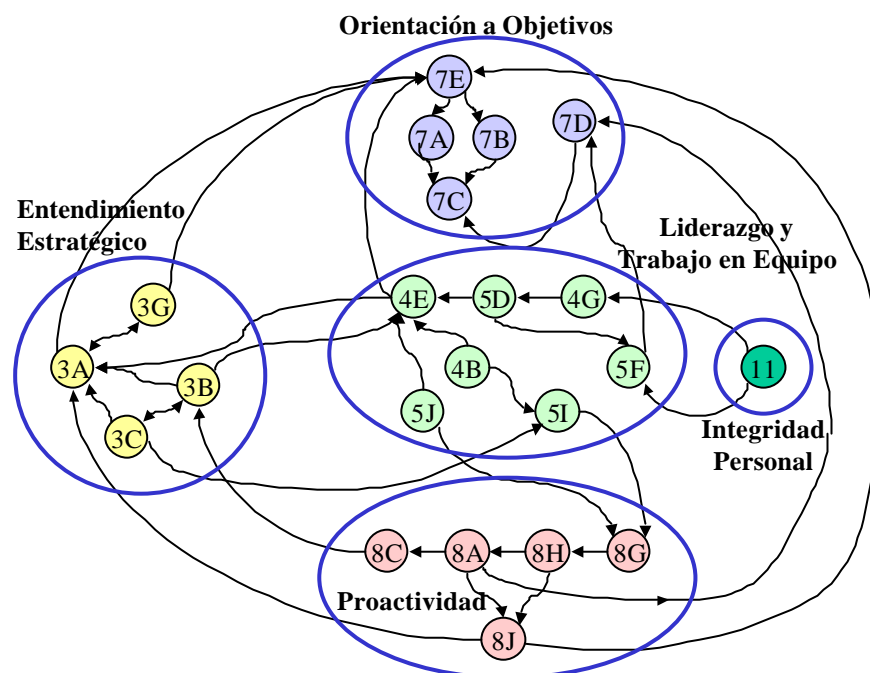 Orientación a Objetivos
7E
7A
7B
7D
7C
Entendimiento
Estratégico
Liderazgo y
Trabajo en Equipo
3G
4E
5D
4G
3A
3B
4B
5F
11
3C
5J
5I
Integridad
Personal
8C
8A
8H
8G
Proactividad
8J